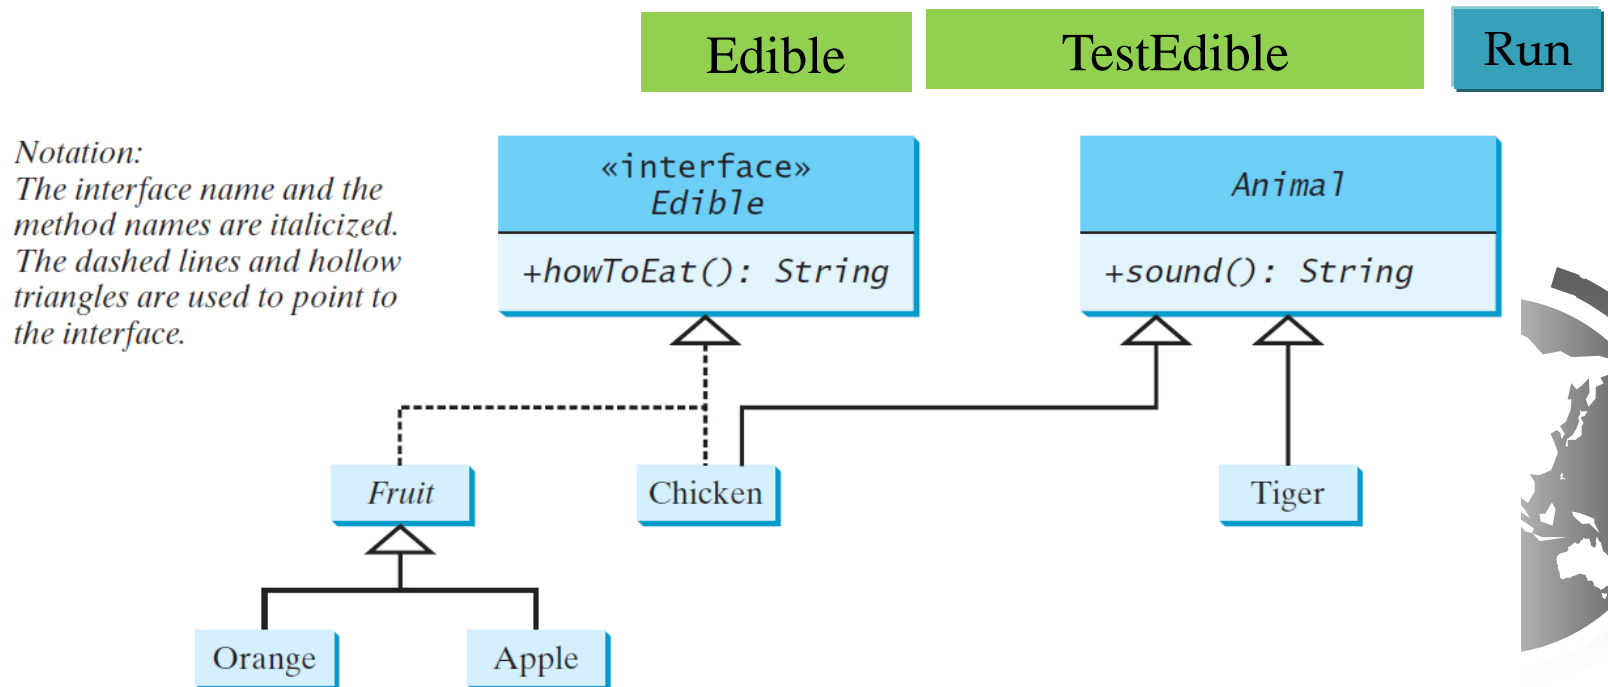 Edible
TestEdible
Run
Notation:
The interface name and the
method names are italicized.
The dashed lines and hollow
triangles are used to point to
the interface.
«interface»
Edible
+howToEat(): String
Animal
+sound(): String
Fruit
Chicken
Tiger
Orange
Apple